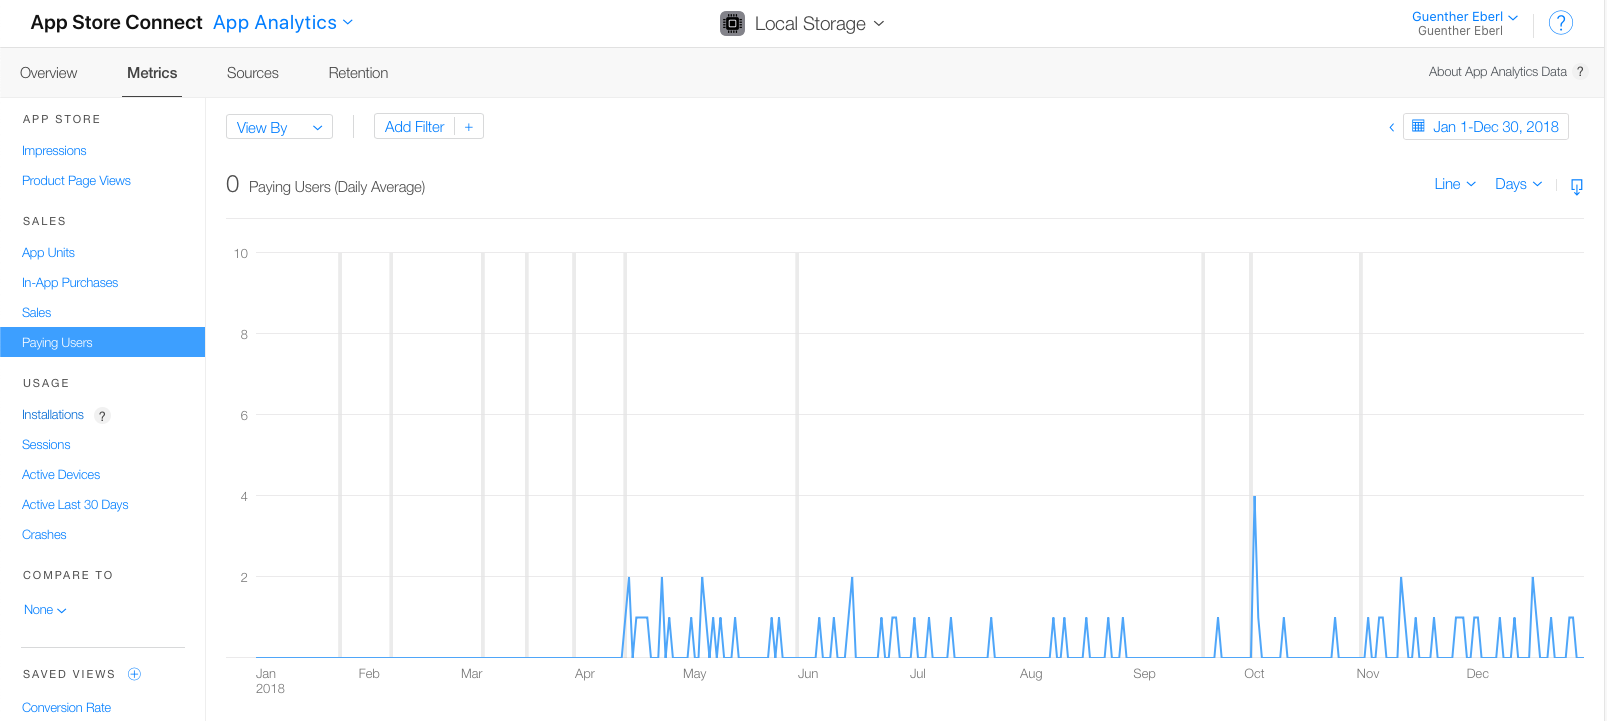 App Store Connect App Analytics
Local Storage
Guenther Eberl
Guenther Eberl
?
Overview
Metrics
Sources
Retention
About App Analytics Data ?
APP STORE
Impressions
Product Page Views
SALES
App Units
In-App Purchases
Sales
Paying Users
USAGE
Installations ?
Sessions
Active Devices
Active Last 30 Days
Crashes
COMPARE TO
None
SAVED VIEWS
Conversion Rate
View By
Add Filter +
Jan 1-Dec 30, 2018
0 Paying Users (Daily Average)
Line
Days
10
8
6
4
2
Jan Feb Mar Apr May Jun Jul Aug Sep Oct Nov Dec
2018